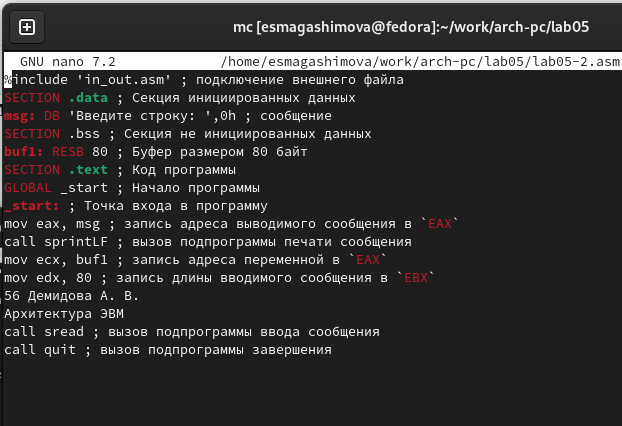 mc [esmagashimova@fedora]:~/work/arch-pc/lab05
GNU nano 7.2 /home/esmagashimova/work/arch-pc/lab05/lab05-2.asm
%include 'in_out.asm' ; подключение внешнего файла
SECTION .data ; Секция инициированных данных
msg: DB 'Введите строку: ',0h ; сообщение
SECTION .bss ; Секция не инициированных данных
buf1: RESB 80 ; Буфер размером 80 байт
SECTION .text ; Код программы
GLOBAL _start ; Начало программы
_start: ; Точка входа в программу
mov eax, msg ; запись адреса выводимого сообщения в `EAX`
call sprintLF ; вызов подпрограммы печати сообщения
mov ecx, buf1 ; запись адреса переменной в `EAX`
mov edx, 80 ; запись длины вводимого сообщения в `EBX`
56 Демидова А. В.
Архитектура ЭВМ
call sread ; вызов подпрограммы ввода сообщения
call quit ; вызов подпрограммы завершения